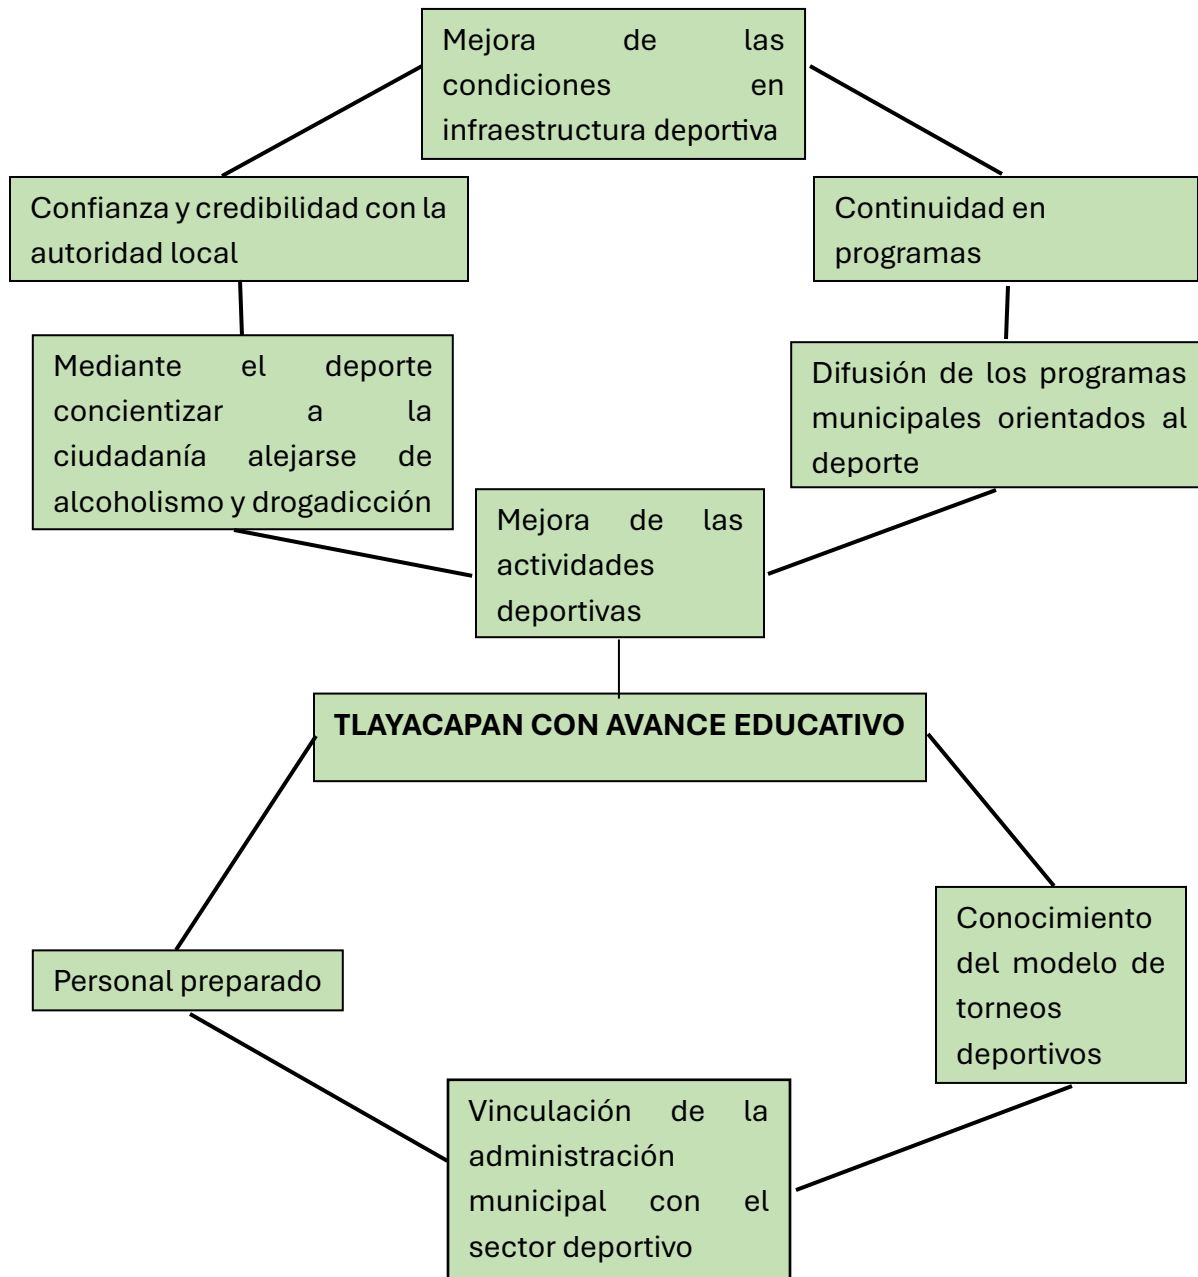 Mejora de las
condiciones en
infraestructura deportiva
Confianza y credibilidad con la
autoridad local
Continuidad en
programas
Mediante el deporte
concientizar a la
ciudadanía alejarse de
alcoholismo y drogadicción
Difusión de los programas
municipales orientados al
deporte
Mejora de las
actividades
deportivas
TLAYACAPAN CON AVANCE EDUCATIVO
Personal preparado
Conocimiento
del modelo de
torneos
deportivos
Vinculación de la
administración
municipal con el
sector deportivo